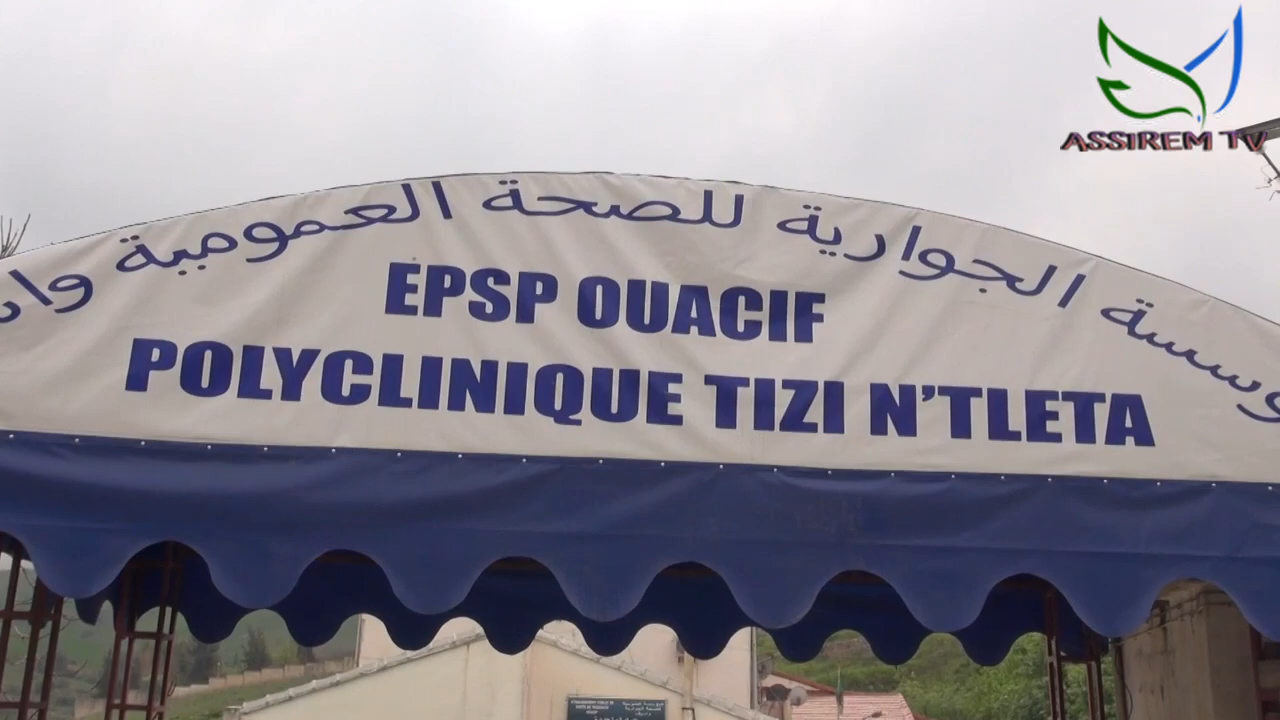 ASSIREM TV
الجوارية للصحة العمومية
EPSP OUACIF
POLYCLINIQUE TIZI N'TLETA